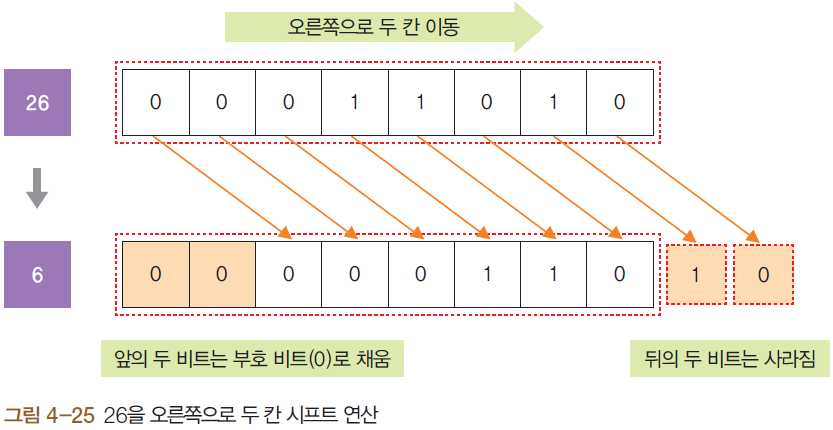 오른쪽으로 두 칸 이동
26 0 0 0 1 1 0 1 0
6 0 0 0 0 0 1 1 0 1 0
앞의 두 비트는 부호 비트(0)로 채움 뒤의 두 비트는 사라짐
그림 4-25 26을 오른쪽으로 두 칸 시프트 연산